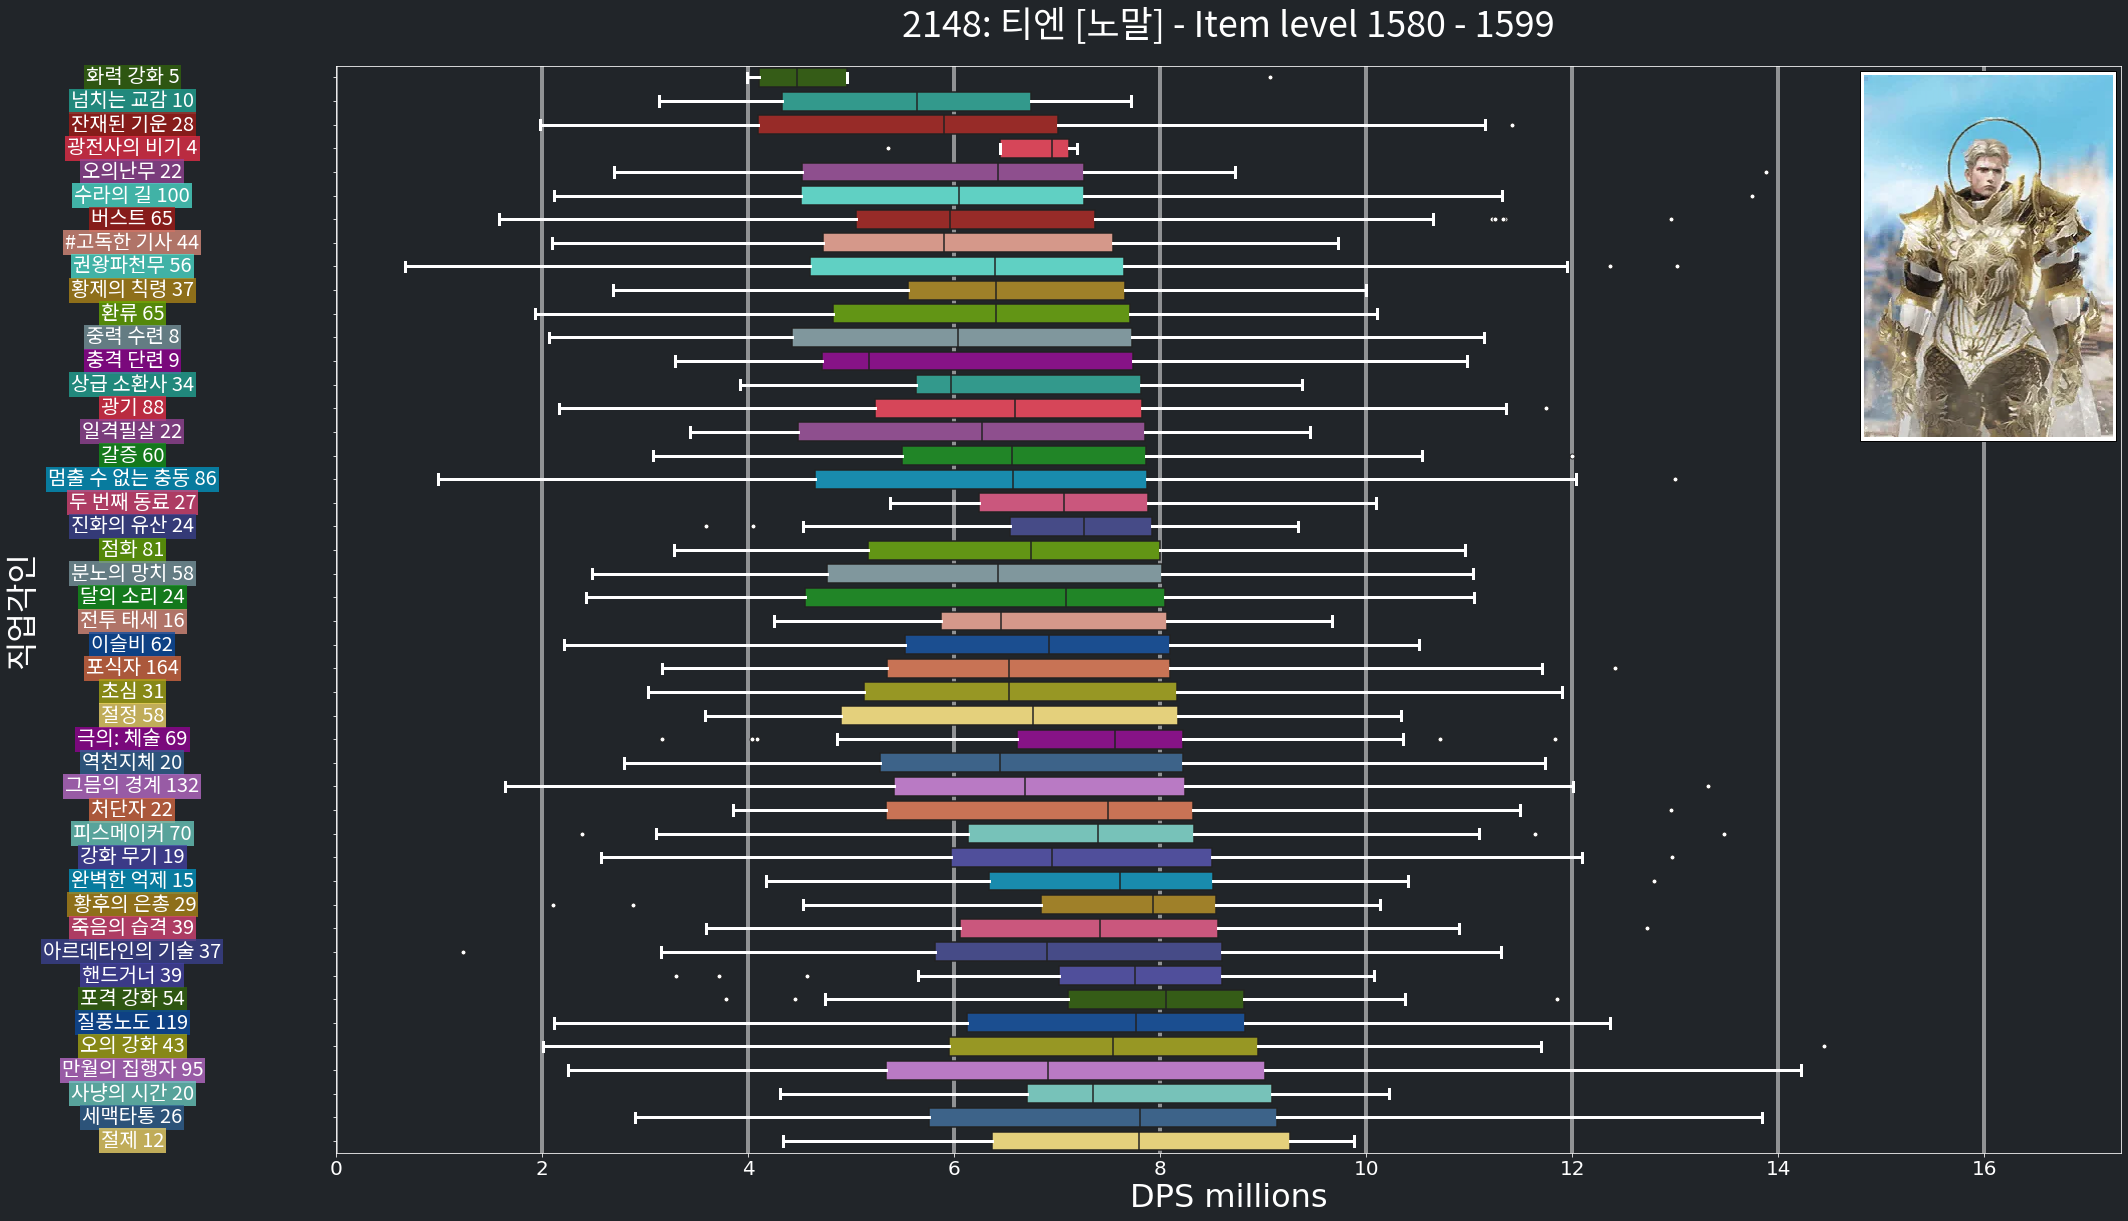 2148: 티엔 [노말] - Item level 1580 - 1599
화력 강화 5
넘치는 교감 10
잔재된 기운 28
광전사의 비기 4
오의난무 22
수라의 길 100
버스트 65
#고독한 기사 44
권왕파천무 56
황제의 칙령 37
환류 65
중력 수련 8
충격 단련 9
상급 소환사 34
광기 88
일격필살 22
갈증 60
멈출 수 없는 충동 86
두 번째 동료 27
진화의 유산 24
점화 81
분노의 망치 58
달의 소리 24
전투 태세 16
이슬비 62
포식자 164
초심 31
절정 58
극의: 체술 69
역천지체 20
그믐의 경계 132
처단자 22
피스메이커 70
강화 무기 19
완벽한 억제 15
황후의 은총 29
죽음의 습격 39
아르데타인의 기술 37
핸드거너 39
포격 강화 54
질풍노도 119
오의 강화 43
만월의 집행자 95
사냥의 시간 20
세맥타통 26
절제 12
직업각인
0 2 4 6 8 10 12 14 16
DPS millions